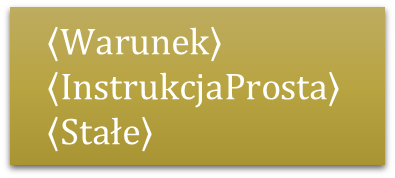 ⟨Warunek⟩
⟨InstrukcjaProsta⟩
⟨Stałe⟩